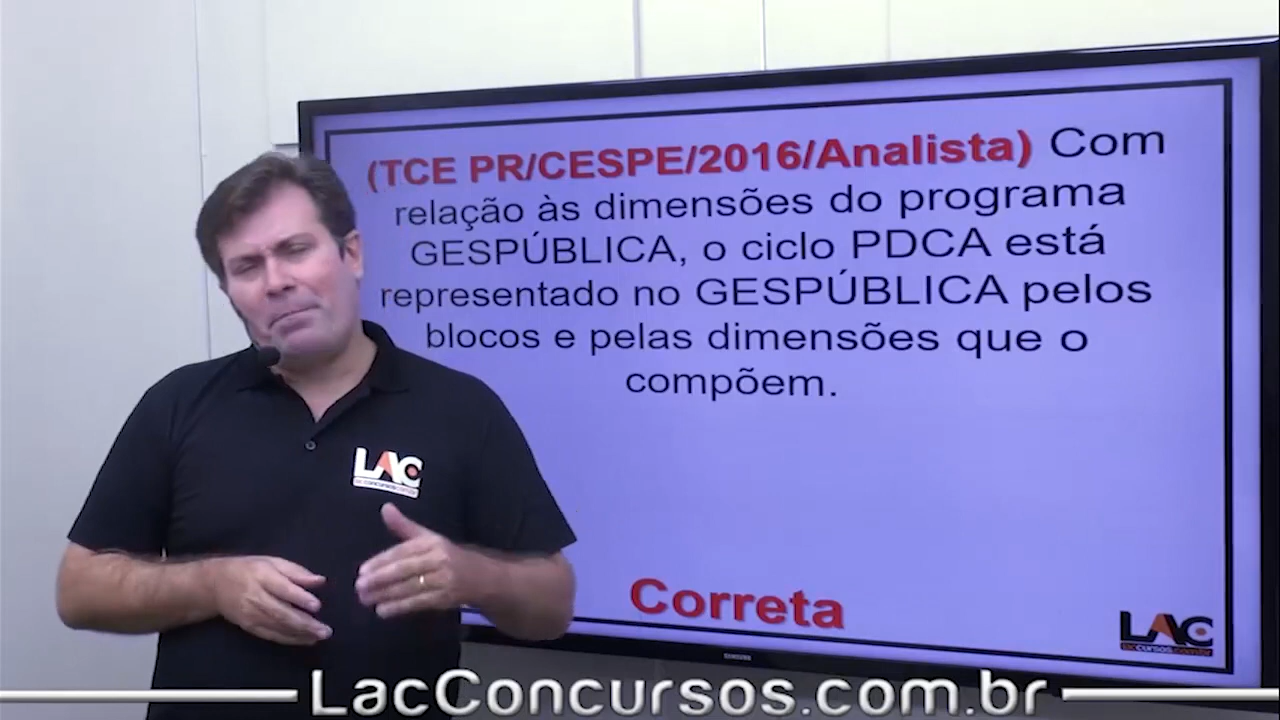 (TCE PR/CESPE/2016/Analista) Com
relação às dimensões do programa
GESPÚBLICA, o ciclo PDCA está
representado no GESPÚBLICA pelos
blocos e pelas dimensões que o
compõem.
LAC
Correta
LAC
LacConcursos.com.br